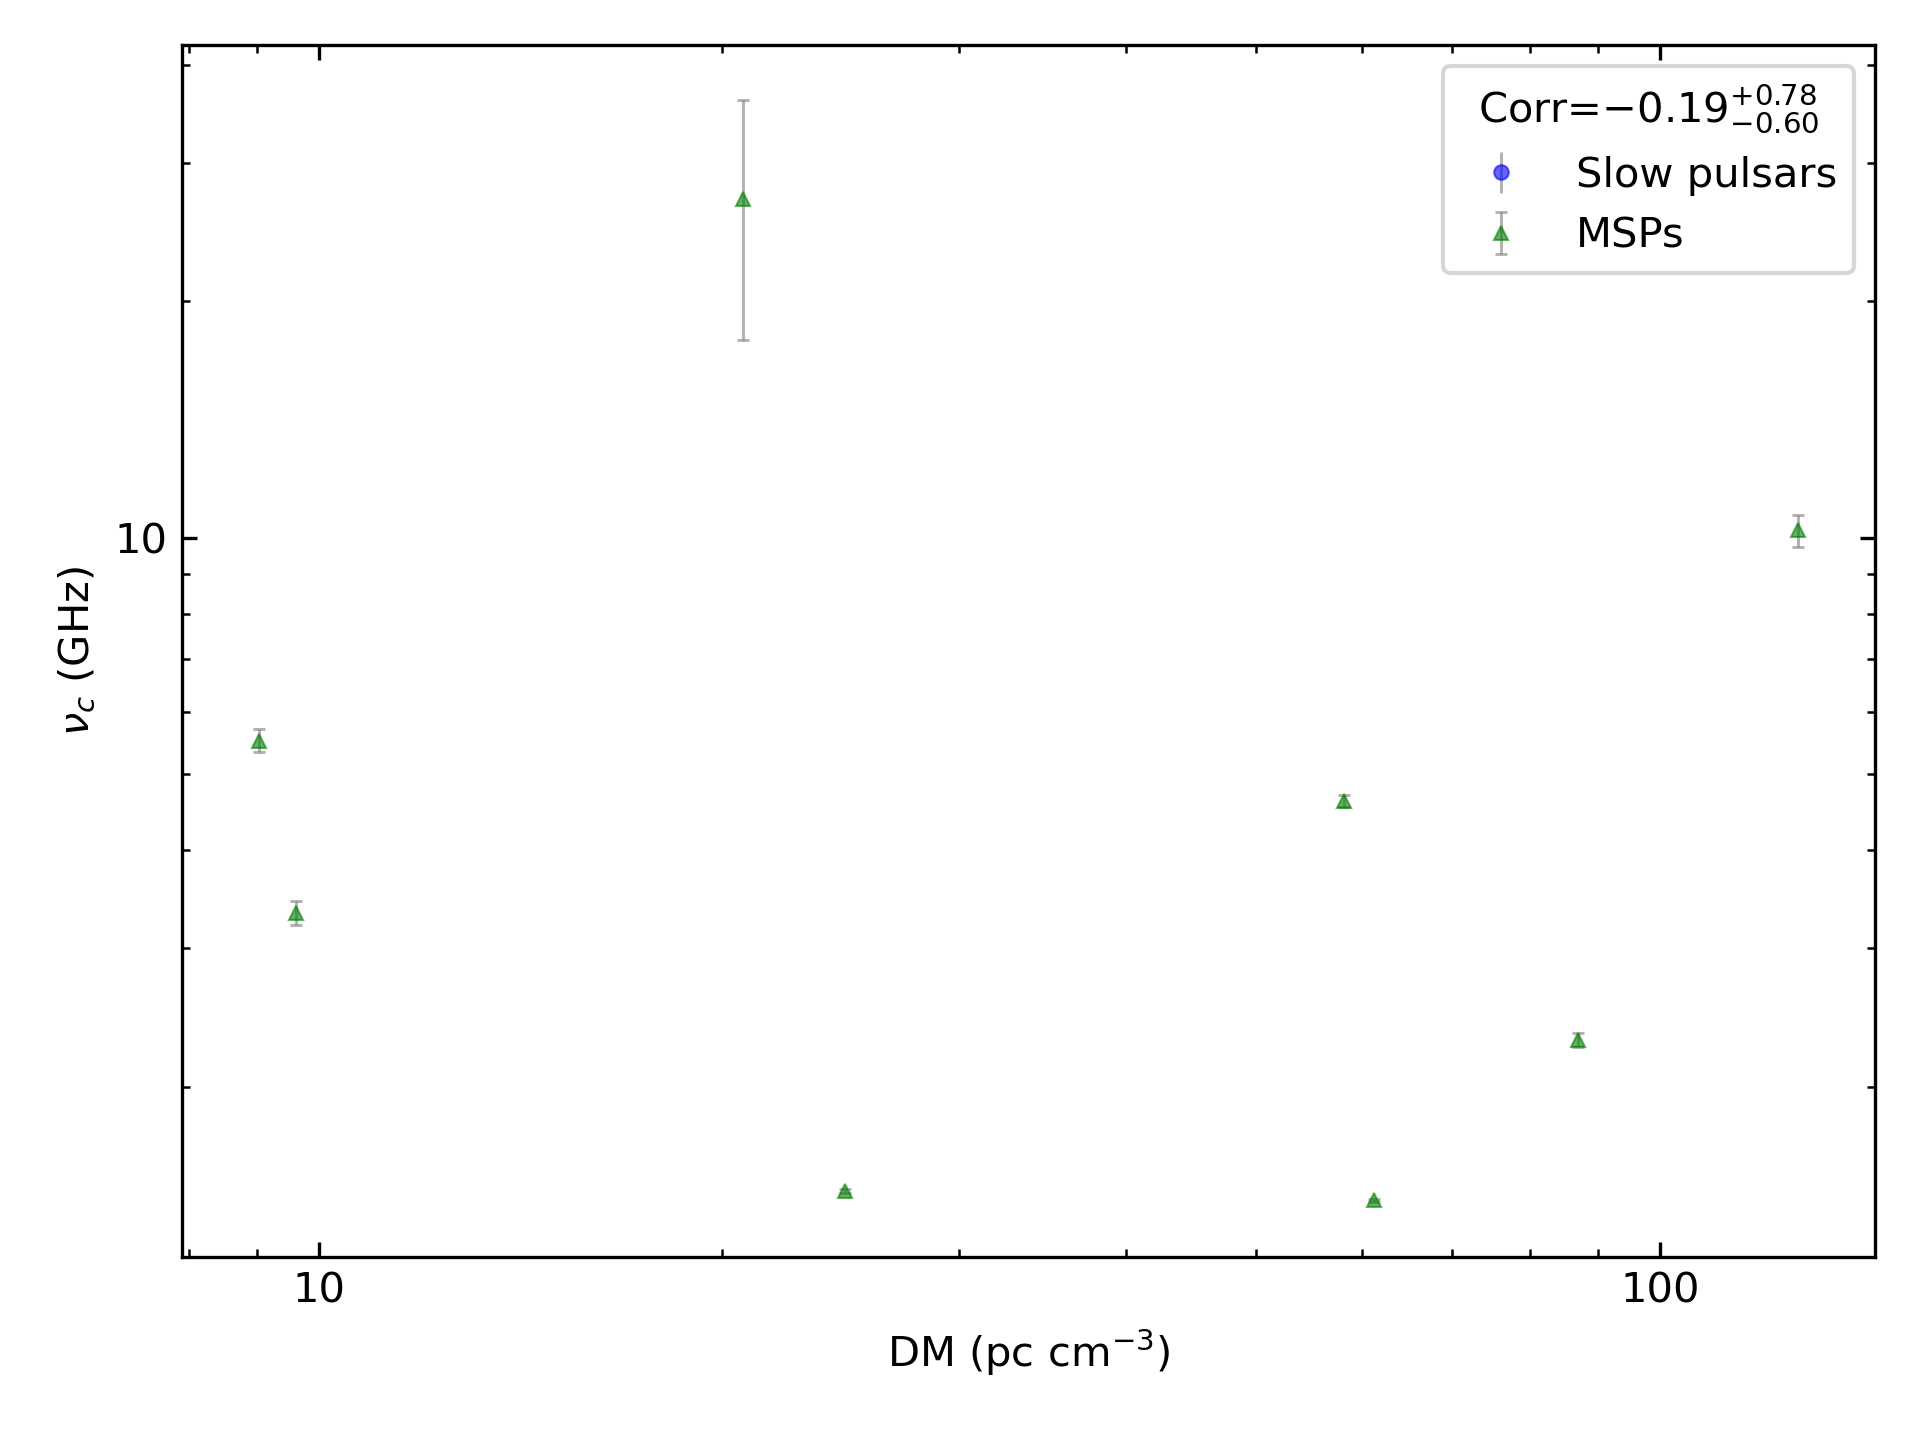 Corr=−0.19+0.78−0.60
Slow pulsars
MSPs
10
νc (GHz)
10
100
DM (pc cm−3)